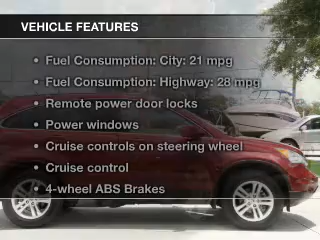 VEHICLE FEATURES
• Fuel Consumption: City: 21 mpg
• Fuel Consumption: Highway: 28 mpg
• Remote power door locks
• Power windows
• Cruise controls on steering wheel
• Cruise control
• 4-wheel ABS Brakes